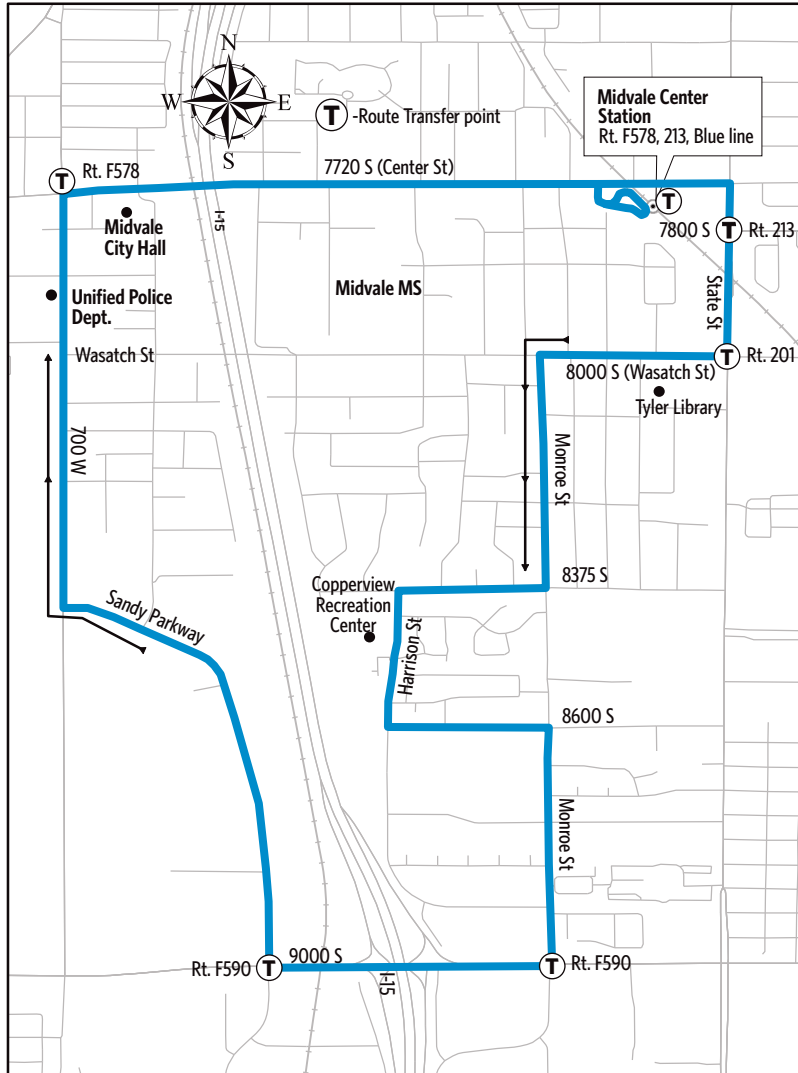 N
W
E
S
T
-Route Transfer point
Midvale Center
Station
Rt. F578, 213, Blue line
T
Rt. F578
7720 S (Center St)
T
Midvale
City Hall
I-15
7800 S
T
Rt. 213
Unified Police
Dept.
Midvale MS
State St
Wasatch St
8000 S (Wasatch St)
T
Rt. 201
Tyler Library
700 W
Monroe St
8375 S
Copperview
Recreation
Center
Sandy Parkway
Harrison St
8600 S
Monroe St
Rt. F590
T
9000 S
I-15
T
Rt. F590